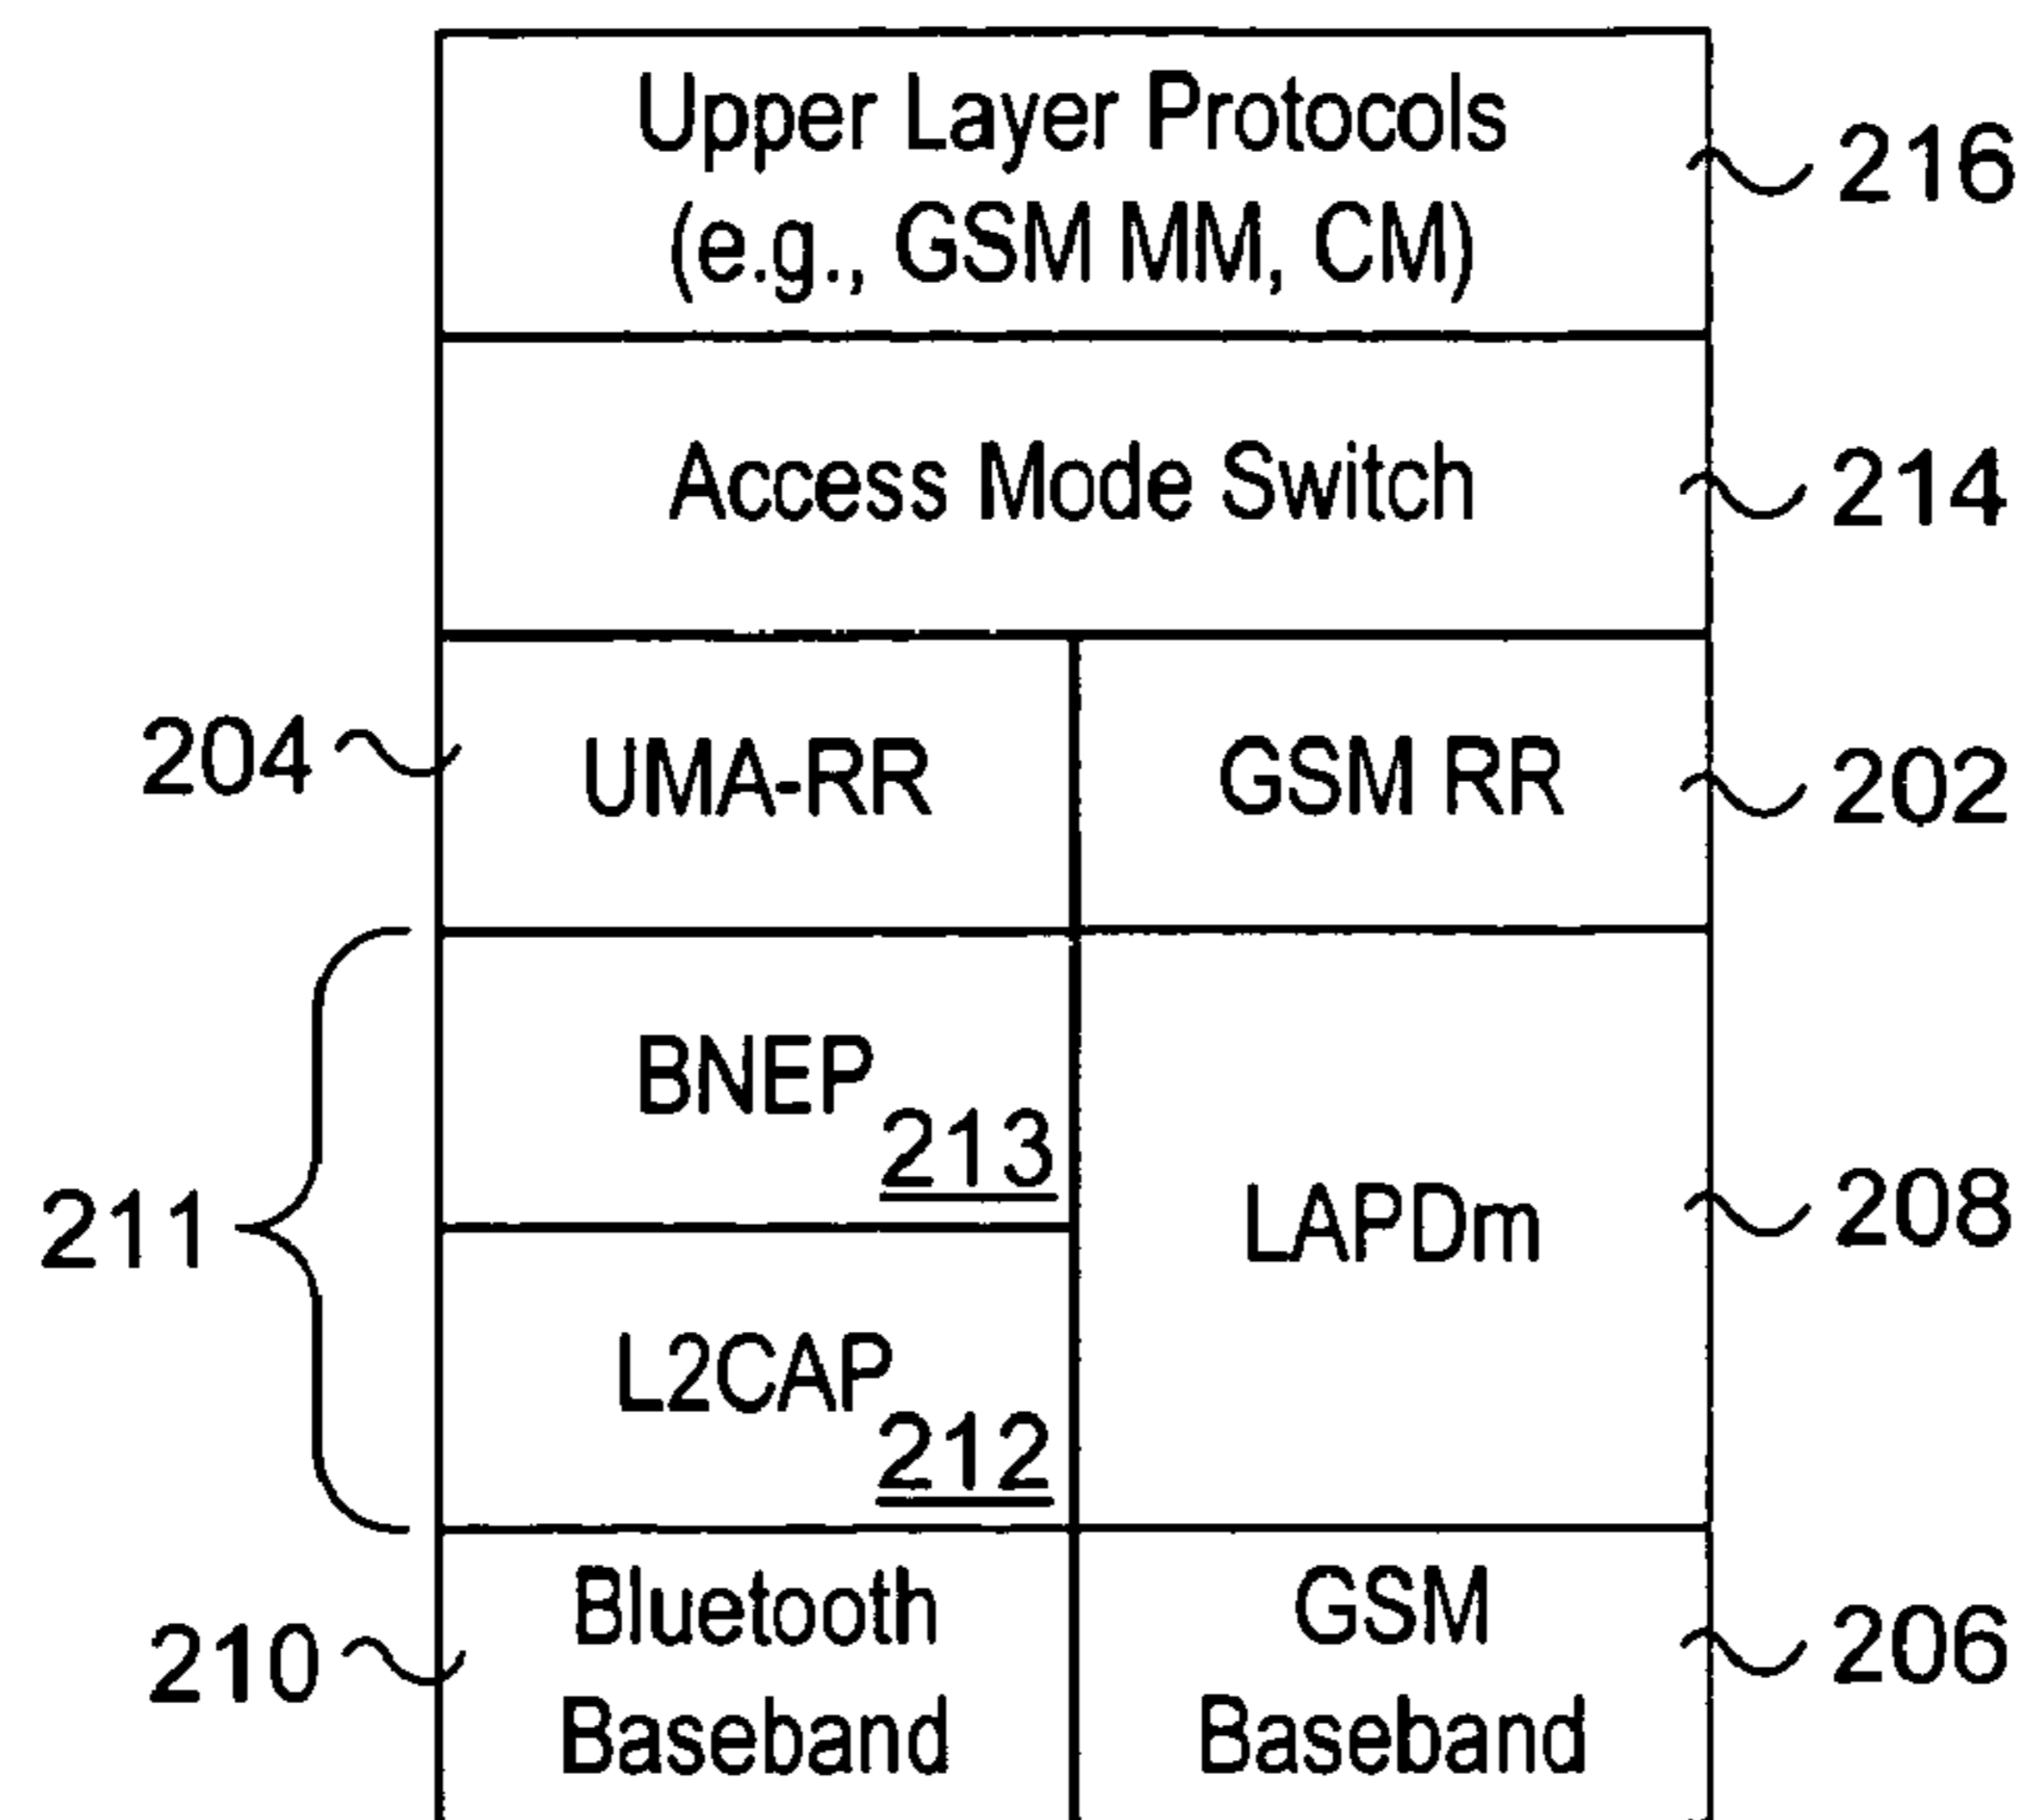 Upper Layer Protocols
(e.g., GSM MM, CM)
216
Access Mode Switch
214
204
UMA-RR
GSM RR
202
BNEP
213
211
LAPDm
208
L2CAP
212
210
Bluetooth
Baseband
GSM
Baseband
206